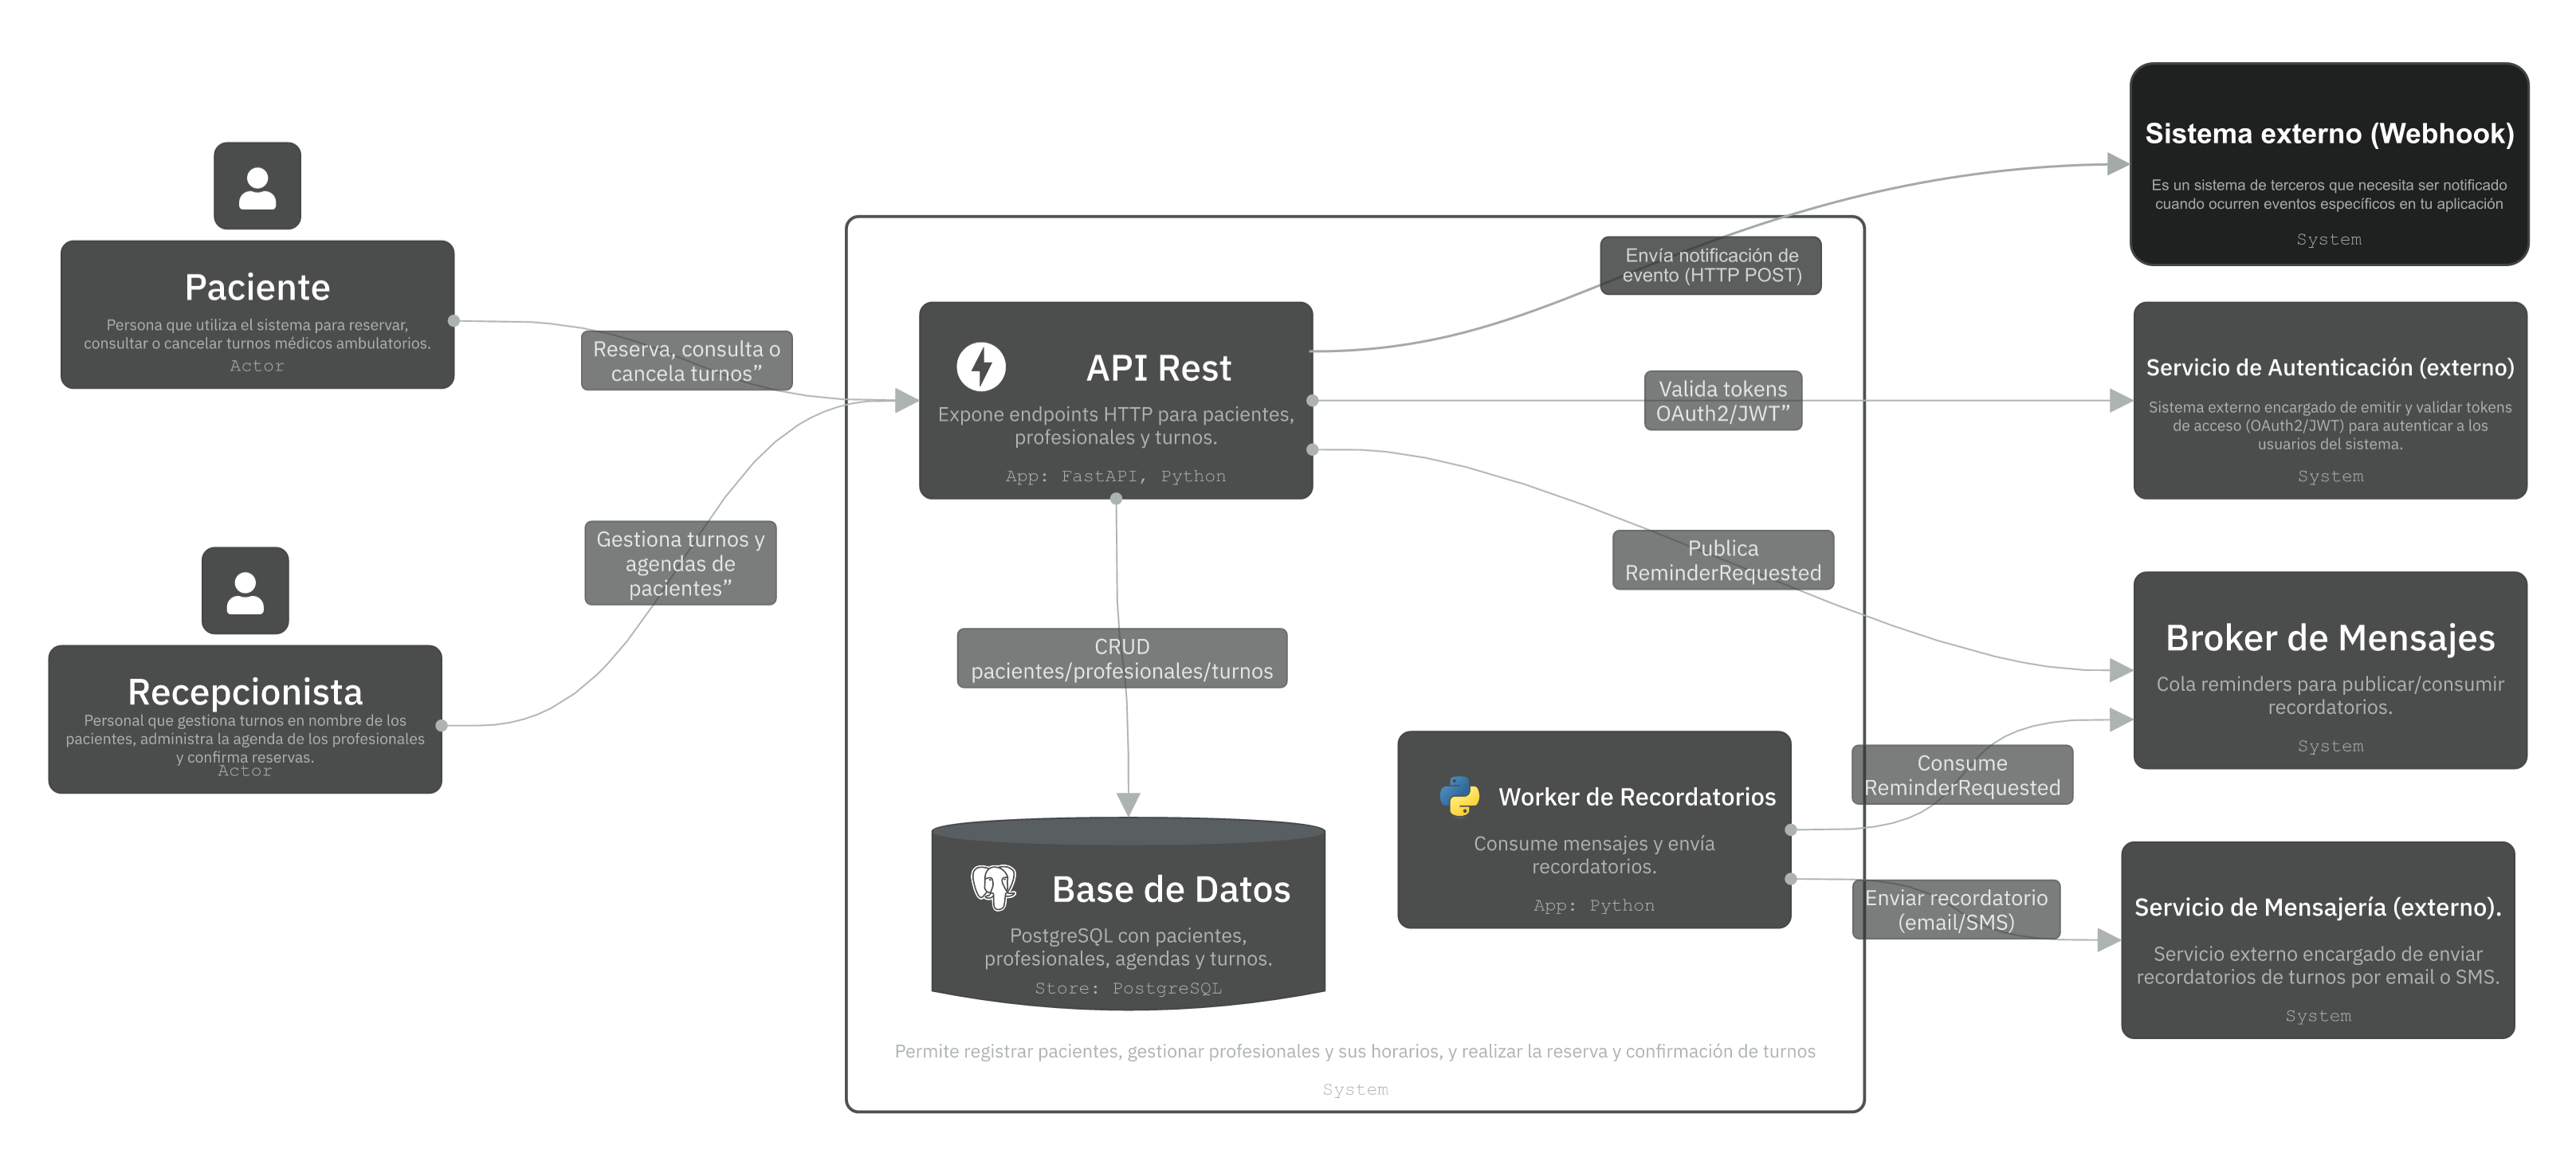 Paciente
Persona que utiliza el sistema para reservar,
consultar o cancelar turnos médicos ambulatorios.
Actor
Reserva, consulta o
cancela turnos”
Recepcionista
Personal que gestiona turnos en nombre de los
pacientes, administra la agenda de los profesionales
y confirma reservas.
Actor
Gestiona turnos y
agendas de
pacientes”
API Rest
Expone endpoints HTTP para pacientes,
profesionales y turnos.
App: FastAPI, Python
CRUD
pacientes/profesionales/turnos
Base de Datos
PostgreSQL con pacientes,
profesionales, agendas y turnos.
Store: PostgreSQL
Worker de Recordatorios
Consume mensajes y envía
recordatorios.
App: Python
Permite registrar pacientes, gestionar profesionales y sus horarios, y realizar la reserva y confirmación de turnos
System
Envía notificación de
evento (HTTP POST)
Valida tokens
OAuth2/JWT”
Publica
ReminderRequested
Consume
ReminderRequested
Enviar recordatorio
(email/SMS)
Sistema externo (Webhook)
Es un sistema de terceros que necesita ser notificado
cuando ocurren eventos específicos en tu aplicación
System
Servicio de Autenticación (externo)
Sistema externo encargado de emitir y validar tokens
de acceso (OAuth2/JWT) para autenticar a los
usuarios del sistema.
System
Broker de Mensajes
Cola reminders para publicar/consumir
recordatorios.
System
Servicio de Mensajería (externo).
Servicio externo encargado de enviar
recordatorios de turnos por email o SMS.
System